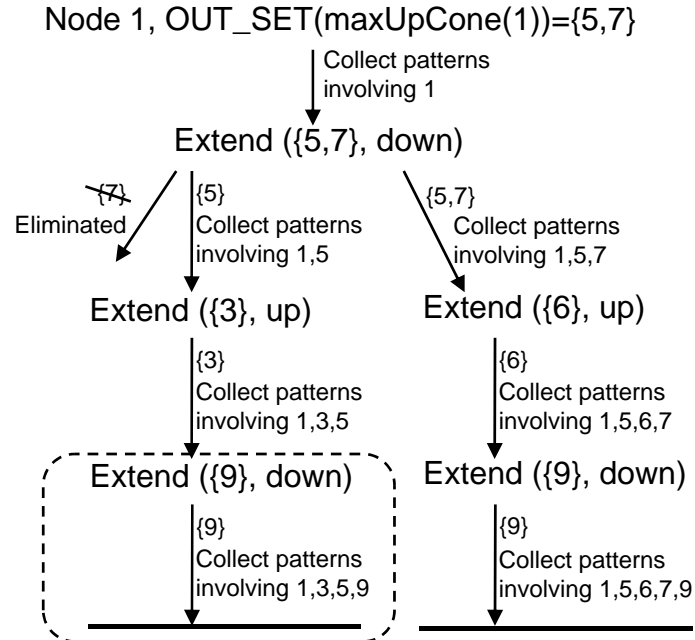 Node 1, OUT_SET(maxUpCone(1))={5,7}
Collect patterns
involving 1
Extend ({5,7}, down)
{7}
Eliminated
{5}
Collect patterns
involving 1,5
{5,7}
Collect patterns
involving 1,5,7
Extend ({3}, up)
Extend ({6}, up)
{3}
Collect patterns
involving 1,3,5
{6}
Collect patterns
involving 1,5,6,7
Extend ({9}, down)
Extend ({9}, down)
{9}
Collect patterns
involving 1,3,5,9
{9}
Collect patterns
involving 1,5,6,7,9